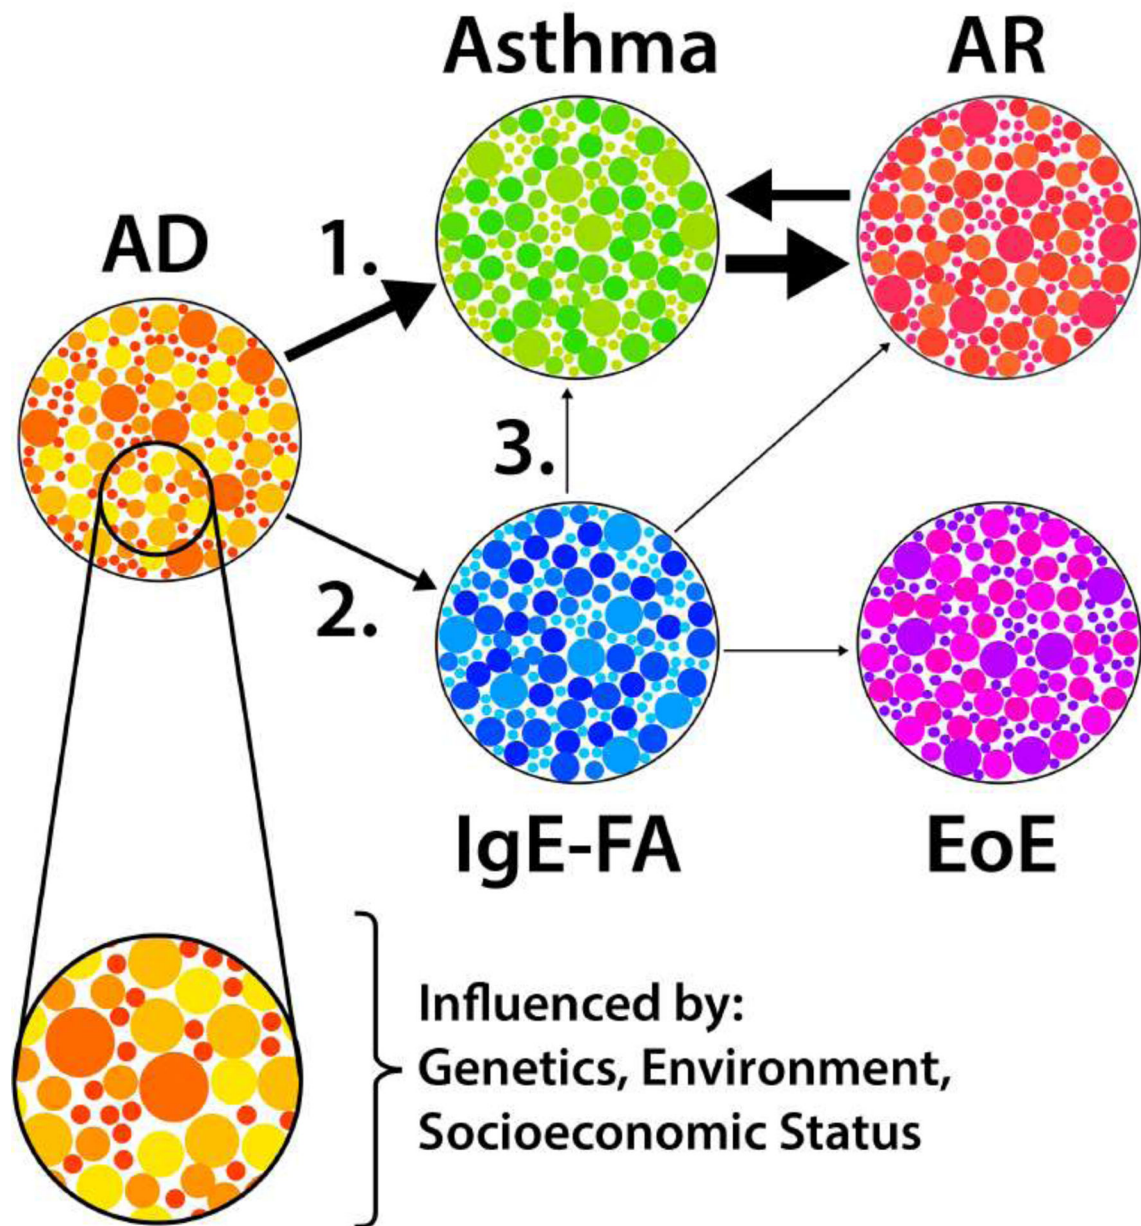 Asthma
AR
AD
1.
3.
2.
IgE-FA
EoE
Influenced by:
Genetics, Environment,
Socioeconomic Status